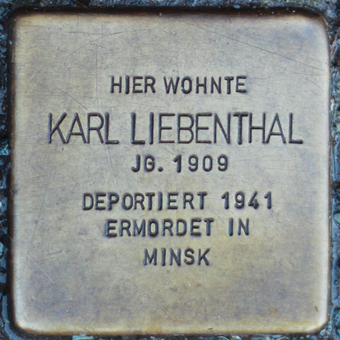 HIER WOHNTE
KARL LIEBENTHAL
JG. 1909
DEPORTIERT 1941
ERMORDET IN
MINSK